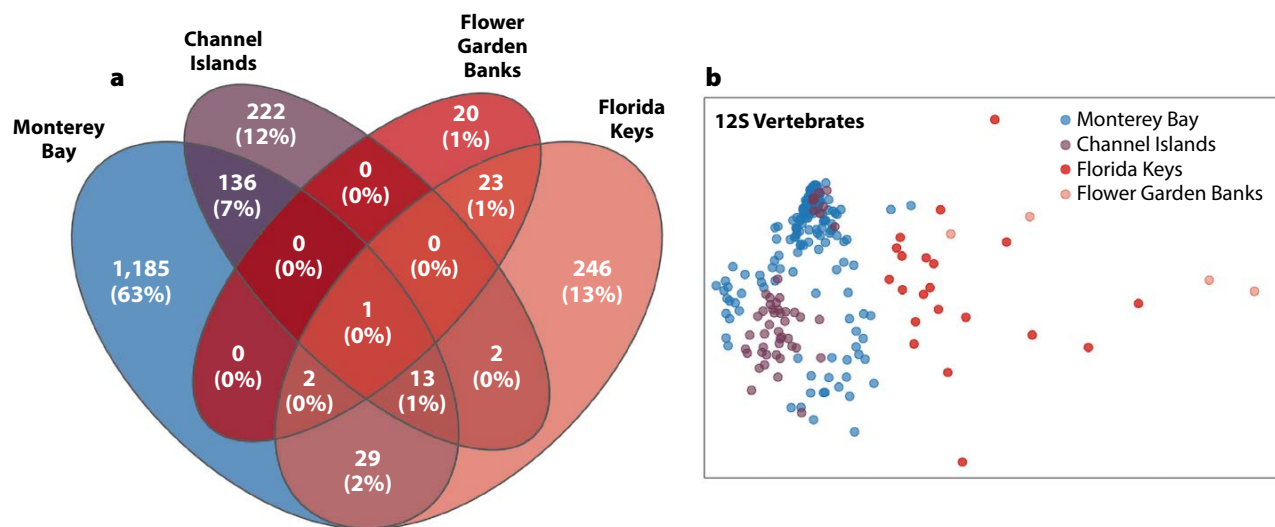 a
Monterey
Bay
Channel
Islands
Flower
Garden
Banks
Florida
Keys
222
(12%)
20
(1%)
136
(7%)
0
(0%)
23
(1%)
1,185
(63%)
0
(0%)
0
(0%)
246
(13%)
1
(0%)
0
(0%)
2
(0%)
13
(1%)
2
(0%)
29
(2%)
b
12S Vertebrates
Monterey Bay
Channel Islands
Florida Keys
Flower Garden Banks